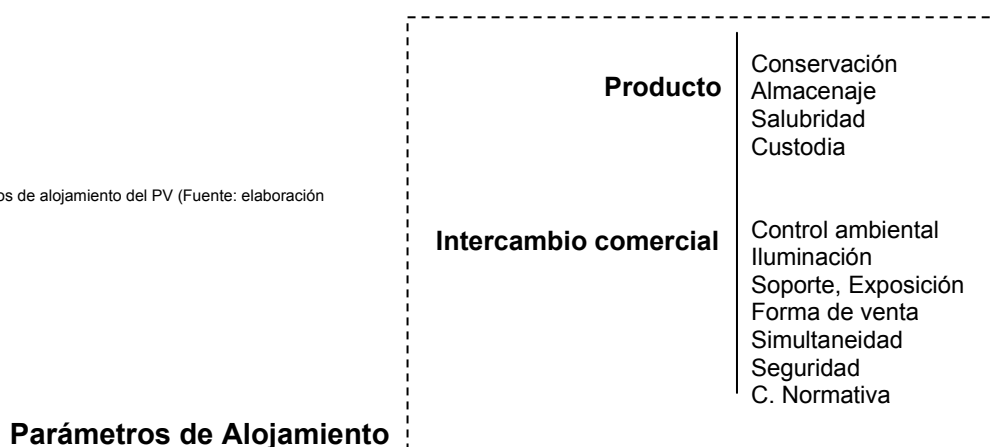 Producto
Conservación
Almacenaje
Salubridad
Custodia
os de alojamiento del PV (Fuente: elaboración
Intercambio comercial
Control ambiental
Iluminación
Soporte, Exposición
Forma de venta
Simultaneidad
Seguridad
C. Normativa
Parámetros de Alojamiento